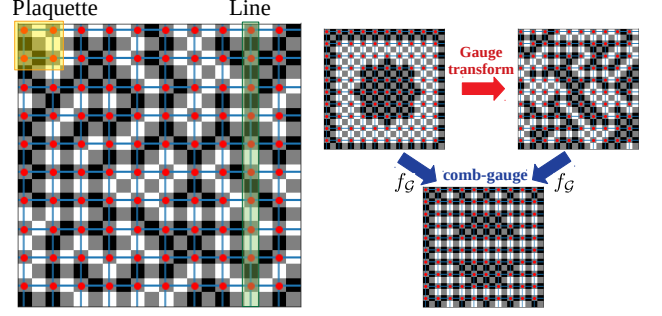 Plaquette
Line
Gauge
transform
comb-gauge
f𝒢
f𝒢